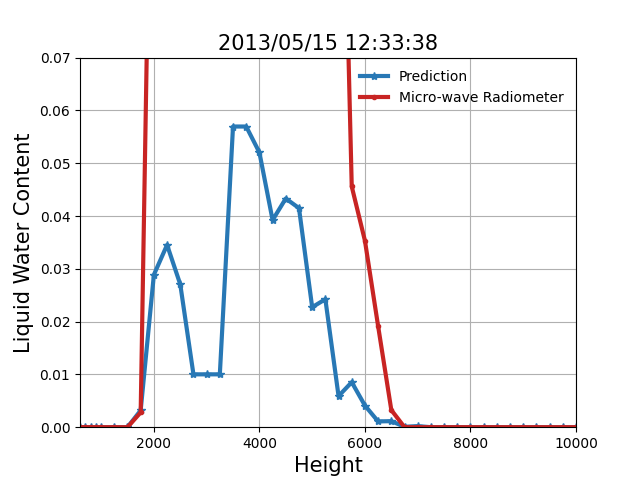 2013/05/15 12:33:38
0.07
0.06
0.05
0.04
0.03
0.02
0.01
0.00
Liquid Water Content
Prediction
Micro-wave Radiometer
2000 4000 6000 8000 10000
Height